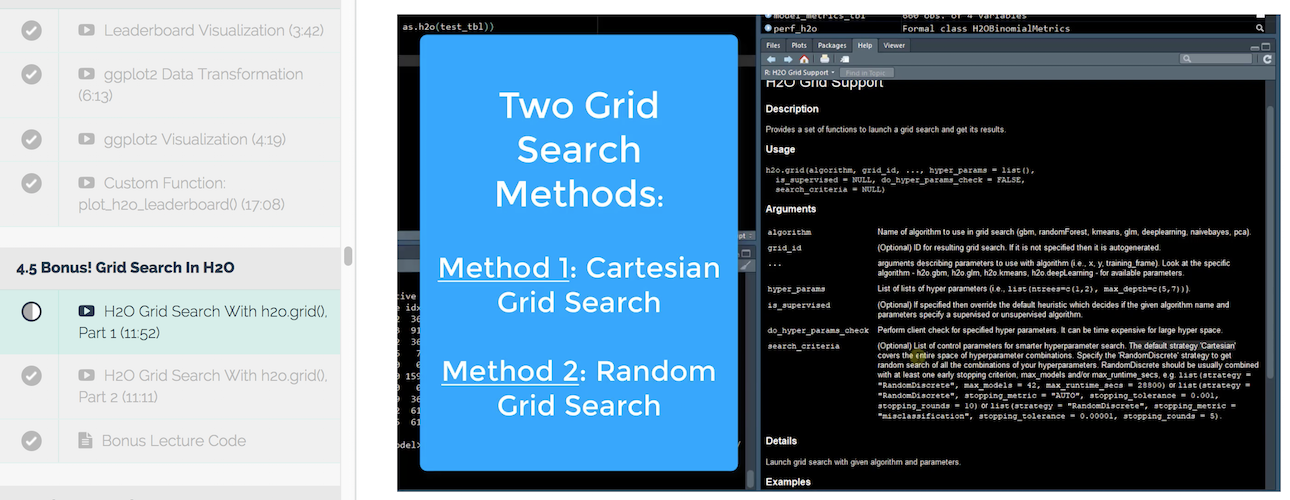 Leaderboard Visualization (3:42)
ggplot2 Data Transformation
(6:13)
ggplot2 Visualization (4:19)
Custom Function:
plot_h2o_leaderboard() (17:08)
4.5 Bonus! Grid Search In H2O
H2O Grid Search With h2o.grid(),
Part 1 (11:52)
H2O Grid Search With h2o.grid(),
Part 2 (11:11)
Bonus Lecture Code
as.h2o(test_tbl))
Two Grid
Search
Methods:
Method 1: Cartesian
Grid Search
Method 2: Random
Grid Search
model_metrics_tbl 660 obs. of 4 variables
perf_h2o Formal class H2OBinomialMetrics
Files Plots Packages Help Viewer
R: H2O Grid Support Find in Topic
H2O Grid Support
Description
Provides a set of functions to launch a grid search and get its results.
Usage
h2o.grid(algorithm, grid_id, ..., hyper_params = list(),
is_supervised = NULL, do_hyper_params_check = FALSE,
search_criteria = NULL)
Arguments
algorithm Name of algorithm to use in grid search (gbm, randomForest, kmeans, glm, deeplearning, naivebayes, pca).
grid_id (Optional) ID for resulting grid search. If it is not specified then it is autogenerated.
... arguments describing parameters to use with algorithm (i.e., x, y, training_frame). Look at the specific
algorithm - h2o.gbm, h2o.glm, h2o.kmeans, h2o.deepLearning - for available parameters.
hyper_params List of lists of hyper parameters (i.e., list(ntrees=c(1,2), max_depth=c(5,7))).
is_supervised (Optional) If specified then override the default heuristic which decides if the given algorithm name and
parameters specify a supervised or unsupervised algorithm.
do_hyper_params_check Perform client check for specified hyper parameters. It can be time expensive for large hyper space.
search_criteria (Optional) List of control parameters for smarter hyperparameter search. The default strategy 'Cartesian'
covers the entire space of hyperparameter combinations. Specify the 'RandomDiscrete' strategy to get
random search of all the combinations of your hyperparameters. RandomDiscrete should be usually combined
with at least one early stopping criterion, max_models and/or max_runtime_secs, e.g. list(strategy =
"RandomDiscrete", max_models = 42, max_runtime_secs = 28800) or list(strategy =
"RandomDiscrete", stopping_metric = "AUTO", stopping_tolerance = 0.001,
stopping_rounds = 10) or list(strategy = "RandomDiscrete", stopping_metric =
"misclassification", stopping_tolerance = 0.00001, stopping_rounds = 5).
Details
Launch grid search with given algorithm and parameters.
Examples